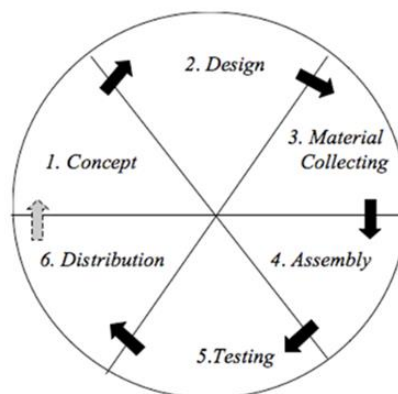 1. Concept
2. Design
3. Material
Collecting
4. Assembly
5.Testing
6. Distribution